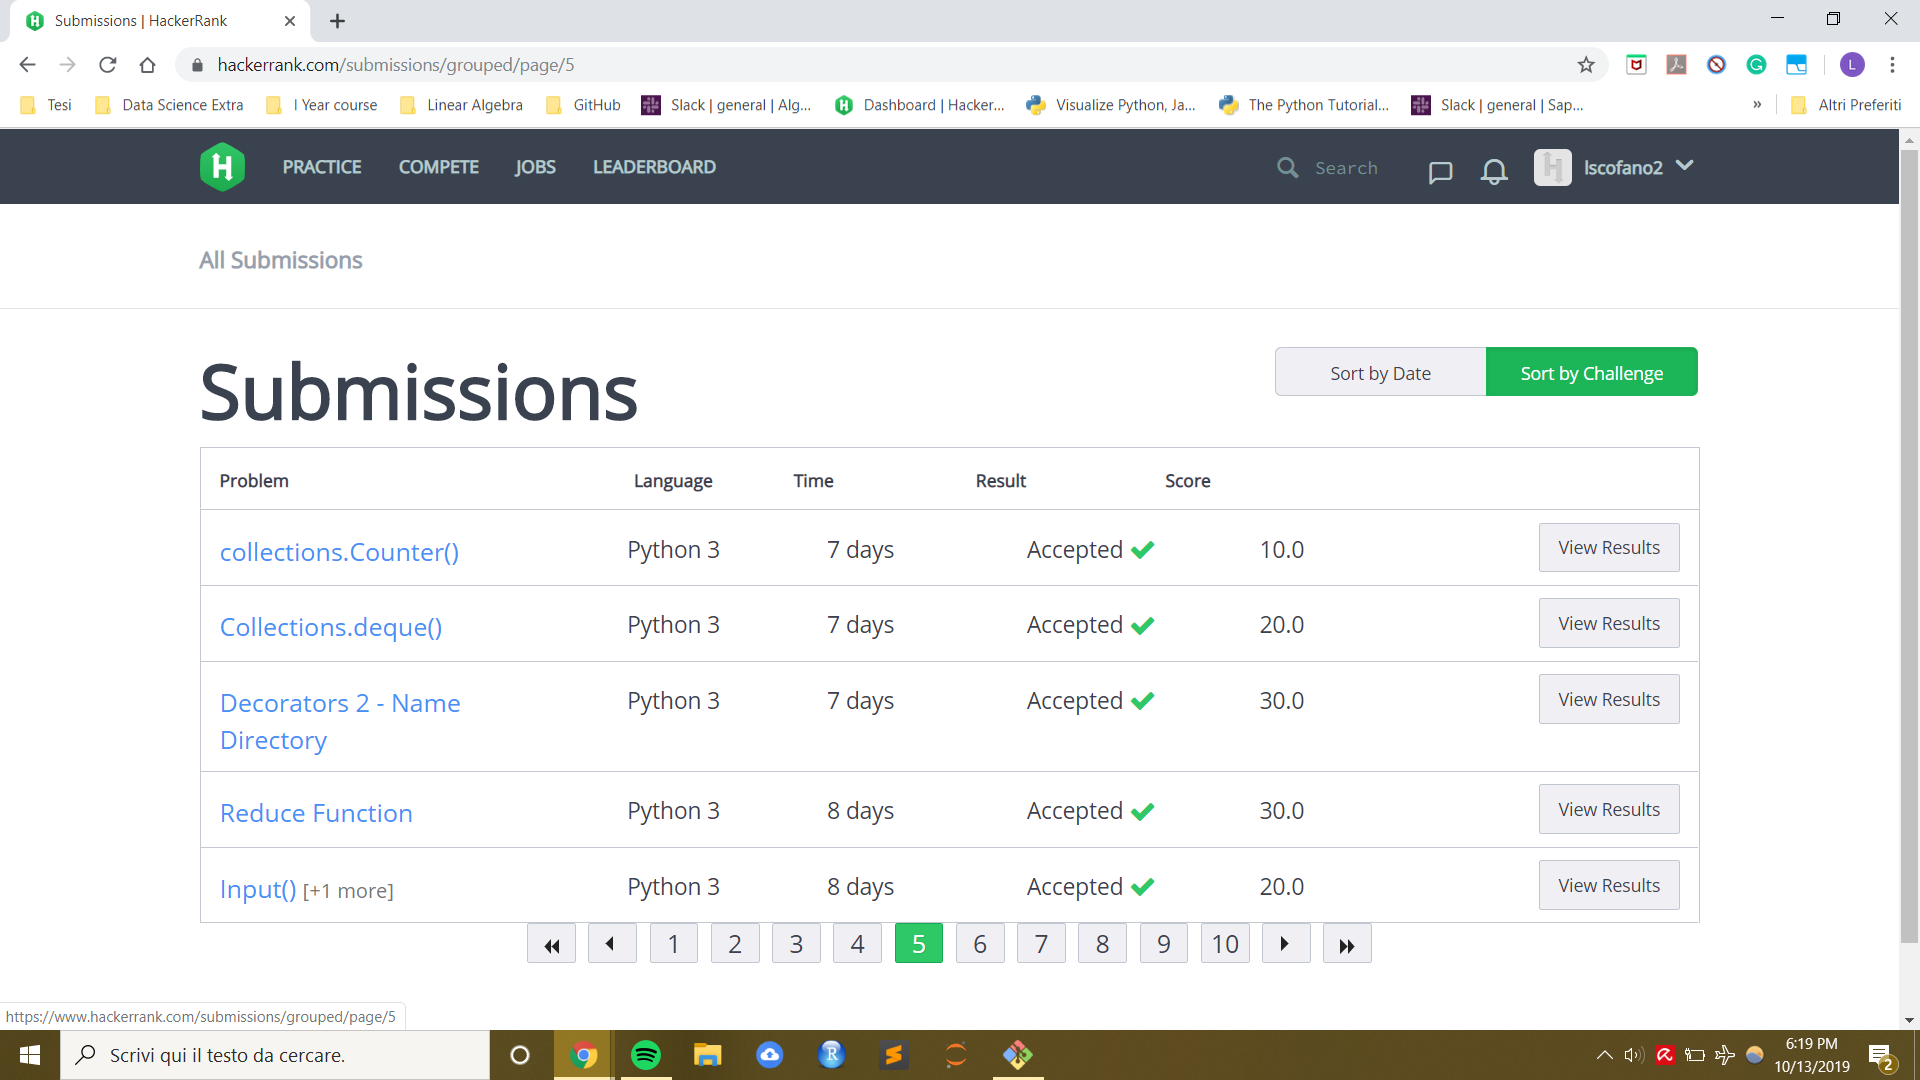 Submissions | HackerRank
hackerrank.com/submissions/grouped/page/5
L
Tesi
Data Science Extra
I Year course
Linear Algebra
GitHub
Slack | general | Alg...
Dashboard | Hacker...
Visualize Python, Ja...
The Python Tutorial...
Slack | general | Sap...
»
Altri Preferiti
PRACTICE
COMPETE
JOBS
LEADERBOARD
Search
lscofano2
All Submissions
Submissions
Sort by Date
Sort by Challenge
Problem Language Time Result Score
collections.Counter() Python 3 7 days Accepted 10.0 View Results
Collections.deque() Python 3 7 days Accepted 20.0 View Results
Decorators 2 - Name Python 3 7 days Accepted 30.0 View Results
Directory
Reduce Function Python 3 8 days Accepted 30.0 View Results
Input() [+1 more] Python 3 8 days Accepted 20.0 View Results
1 2 3 4 5 6 7 8 9 10
https://www.hackerrank.com/submissions/grouped/page/5
Scrivi qui il testo da cercare.
6:19 PM
10/13/2019
2